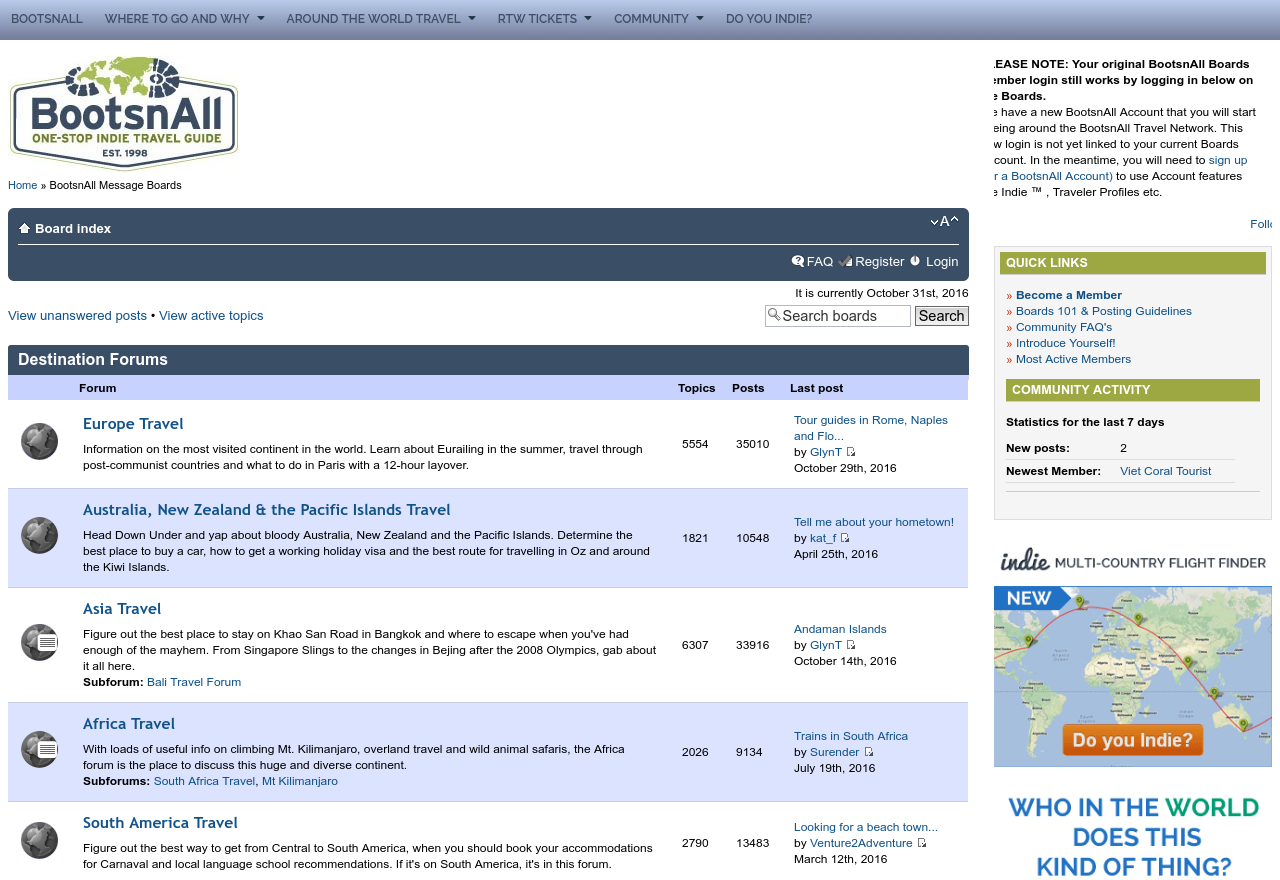 BOOTSNALL WHERE TO GO AND WHY AROUND THE WORLD TRAVEL RTW TICKETS COMMUNITY DO YOU INDIE?
BootsnAll
ONE-STOP INDIE TRAVEL GUIDE
EST. 1998
Home » BootsnAll Message Boards
Board index
A
FAQ Register Login
It is currently October 31st, 2016
View unanswered posts • View active topics
Search boards Search
Destination Forums
Forum Topics Posts Last post
Europe Travel
Information on the most visited continent in the world. Learn about Eurailing in the summer, travel through
post-communist countries and what to do in Paris with a 12-hour layover.
5554 35010
Tour guides in Rome, Naples
and Flo...
by GlynT
October 29th, 2016
Australia, New Zealand & the Pacific Islands Travel
Head Down Under and yap about bloody Australia, New Zealand and the Pacific Islands. Determine the
best place to buy a car, how to get a working holiday visa and the best route for travelling in Oz and around
the Kiwi Islands.
1821 10548
Tell me about your hometown!
by kat_f
April 25th, 2016
Asia Travel
Figure out the best place to stay on Khao San Road in Bangkok and where to escape when you've had
enough of the mayhem. From Singapore Slings to the changes in Bejing after the 2008 Olympics, gab about
it all here.
Subforum: Bali Travel Forum
6307 33916
Andaman Islands
by GlynT
October 14th, 2016
Africa Travel
With loads of useful info on climbing Mt. Kilimanjaro, overland travel and wild animal safaris, the Africa
forum is the place to discuss this huge and diverse continent.
Subforums: South Africa Travel, Mt Kilimanjaro
2026 9134
Trains in South Africa
by Surender
July 19th, 2016
South America Travel
Figure out the best way to get from Central to South America, when you should book your accommodations
for Carnaval and local language school recommendations. If it's on South America, it's in this forum.
2790 13483
Looking for a beach town...
by Venture2Adventure
March 12th, 2016
EASE NOTE: Your original BootsnAll Boards
ember login still works by logging in below on
e Boards.
e have a new BootsnAll Account that you will start
eing around the BootsnAll Travel Network. This
w login is not yet linked to your current Boards
count. In the meantime, you will need to sign up
r a BootsnAll Account) to use Account features
e Indie ™ , Traveler Profiles etc.
Follo
QUICK LINKS
» Become a Member
» Boards 101 & Posting Guidelines
» Community FAQ's
» Introduce Yourself!
» Most Active Members
COMMUNITY ACTIVITY
Statistics for the last 7 days
New posts: 2
Newest Member: Viet Coral Tourist
indie MULTI-COUNTRY FLIGHT FINDER
NEW
Do you Indie?
WHO IN THE WORLD
DOES THIS
KIND OF THING?